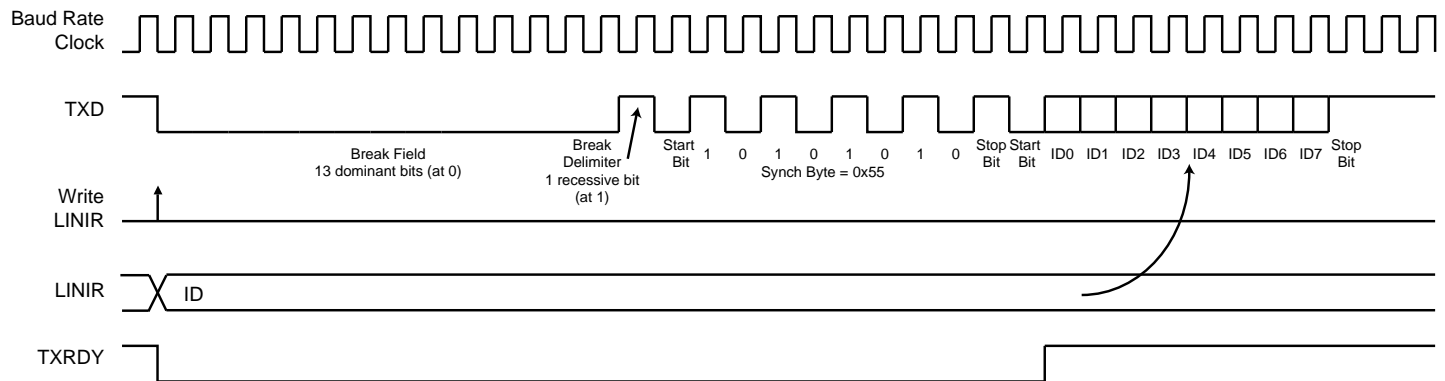 Baud Rate
Clock
TXD
Break Field
13 dominant bits (at 0)
Break
Delimiter
1 recessive bit
(at 1)
Start
Bit
1 0 1 0 1 0 1 0
Synch Byte = 0x55
Stop
Bit
Start
Bit
ID0 ID1 ID2 ID3 ID4 ID5 ID6 ID7
Stop
Bit
Write
LINIR
LINIR
ID
TXRDY